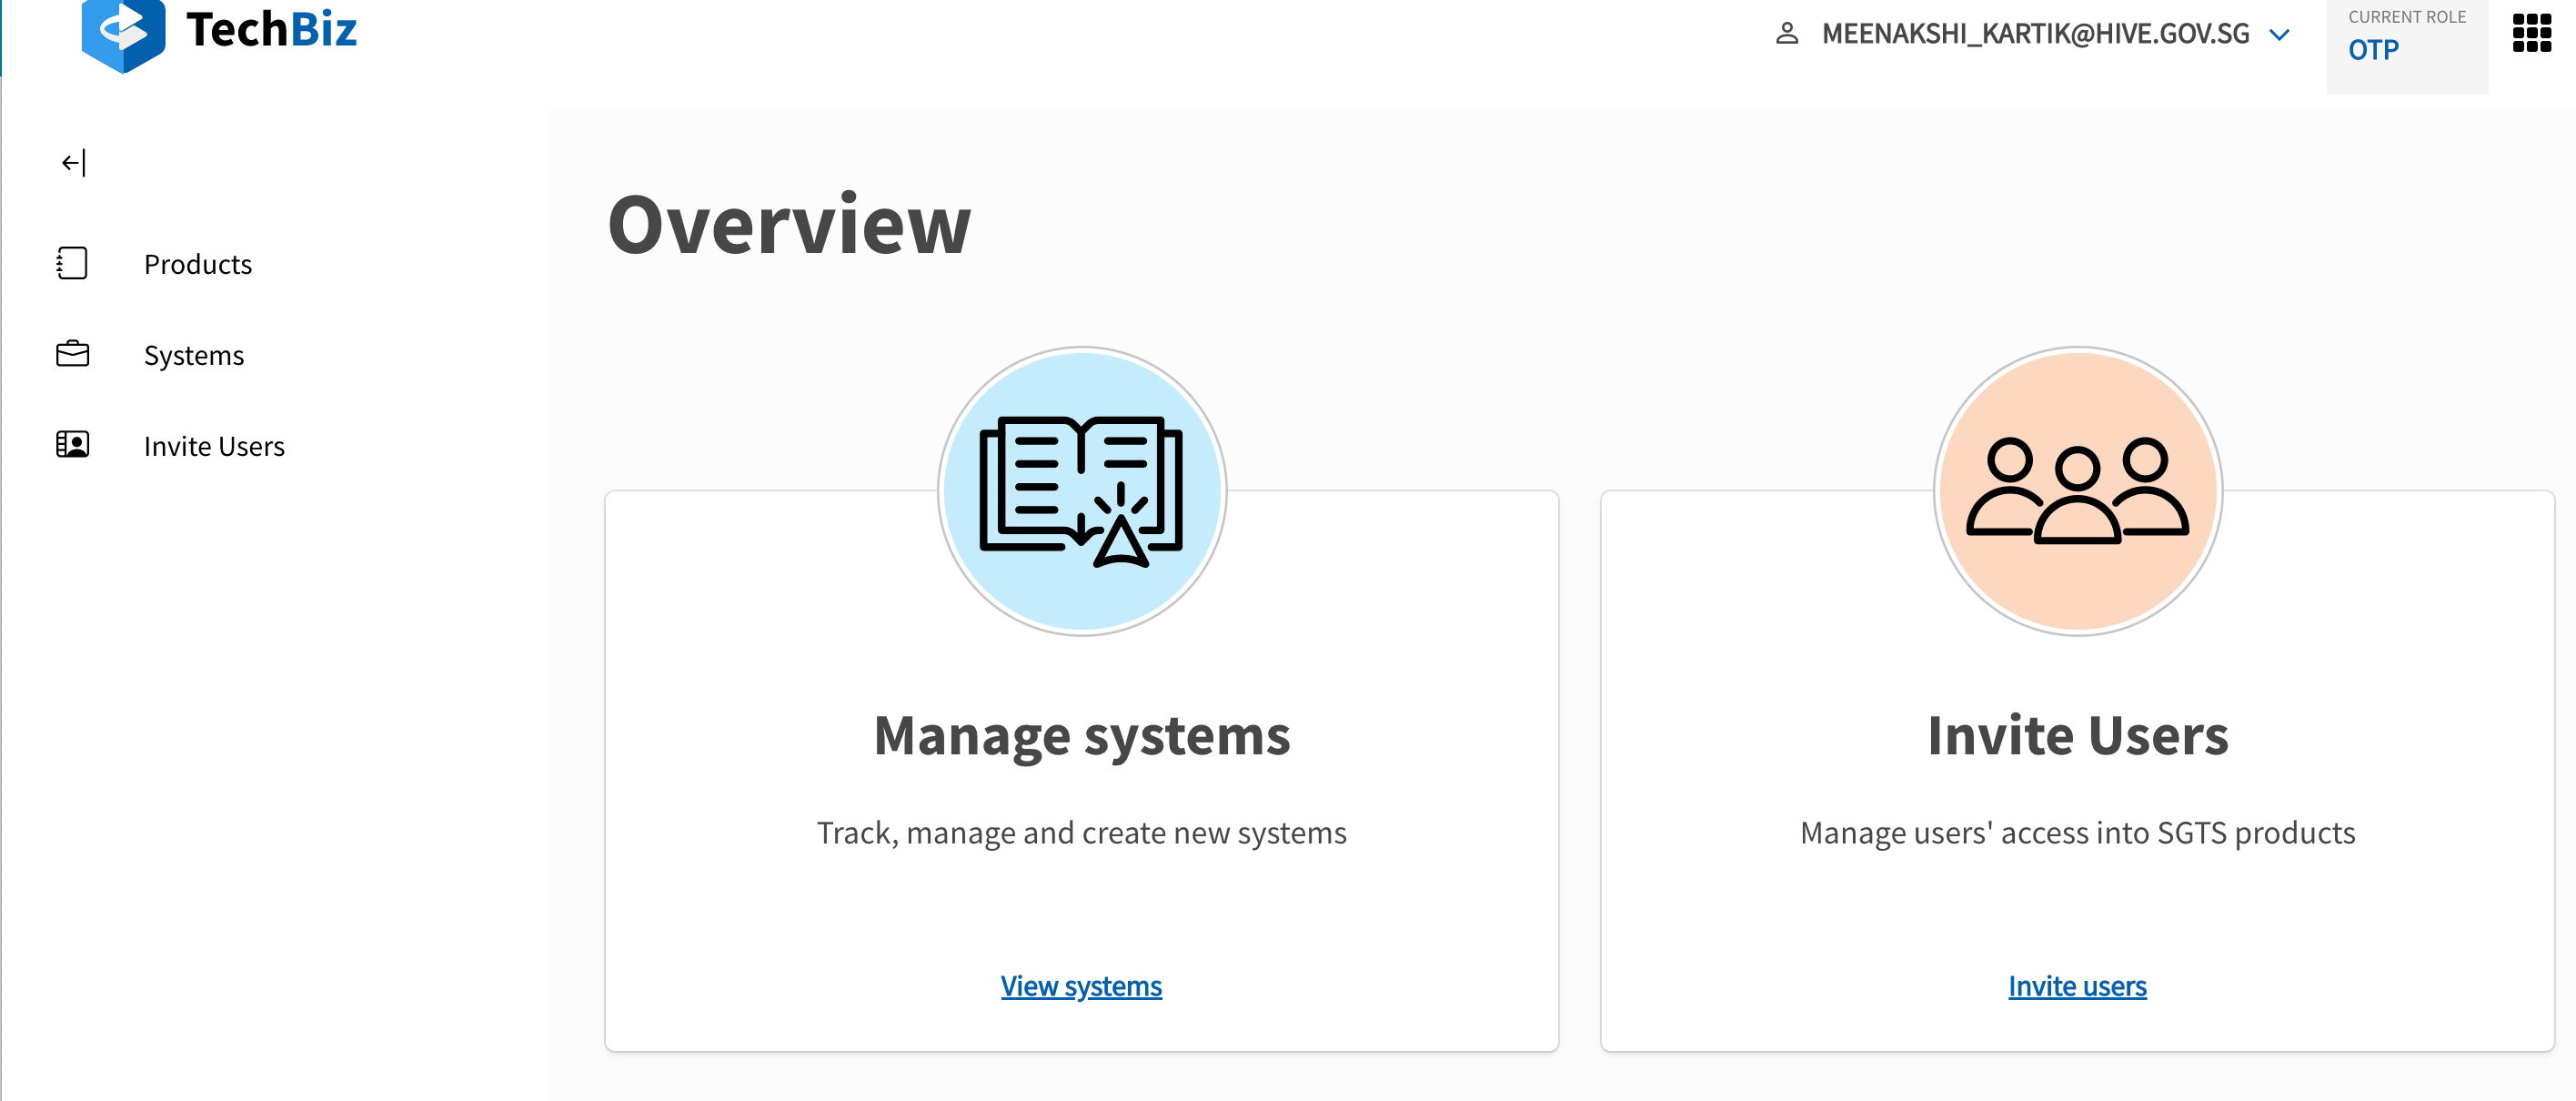 TechBiz
MEENAKSHI_KARTIK@HIVE.GOV.SG
CURRENT ROLE
OTP
Products
Systems
Invite Users
Overview
Manage systems
Track, manage and create new systems
View systems
Invite Users
Manage users' access into SGTS products
Invite users